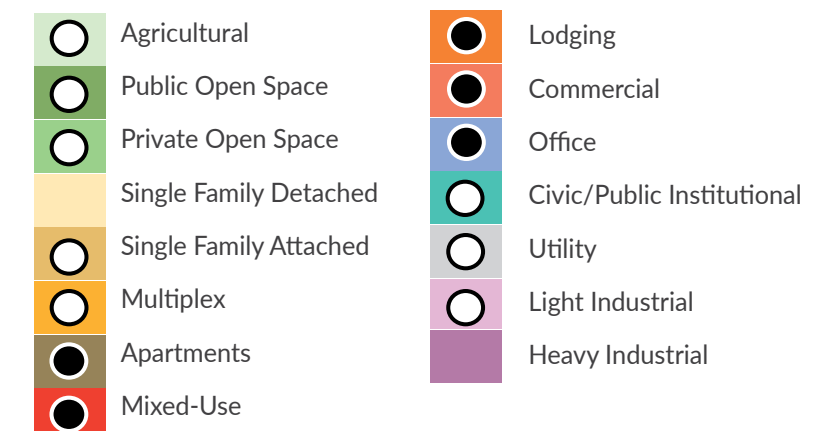 Agricultural
Public Open Space
Private Open Space
Single Family Detached
Single Family Attached
Multiplex
Apartments
Mixed-Use
Lodging
Commercial
Office
Civic/Public Institutional
Utility
Light Industrial
Heavy Industrial